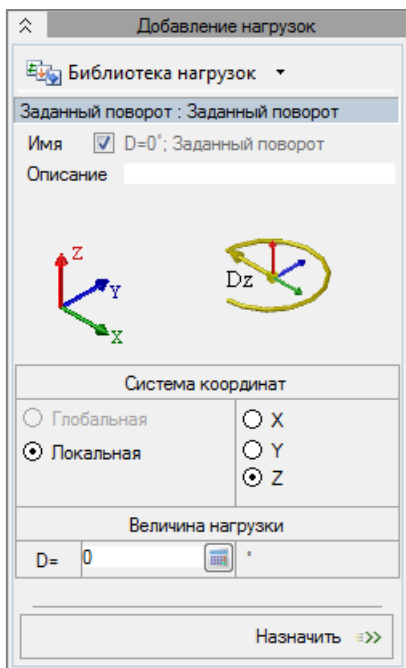 Добавление нагрузок
Библиотека нагрузок
Заданный поворот : Заданный поворот
Имя D=0°; Заданный поворот
Описание
Z
Y
X
Dz
Система координат
Глобальная X
Локальная Y
Z
Величина нагрузки
D= 0 °
Назначить